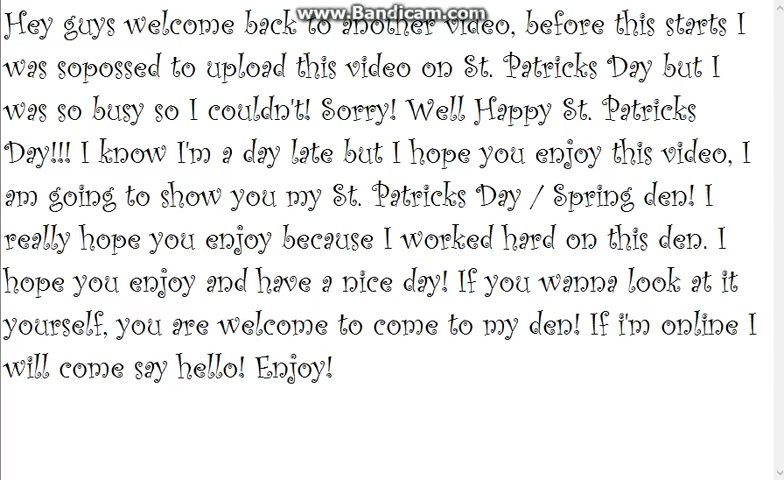 www.Bandicam.com
Hey guys welcome back to another video, before this starts I
was sopossed to upload this video on St. Patricks Day but I
was so busy so I couldn't! Sorry! Well Happy St. Patricks
Day!!! I know I'm a day late but I hope you enjoy this video, I
am going to show you my St. Patricks Day / Spring den! I
really hope you enjoy because I worked hard on this den. I
hope you enjoy and have a nice day! If you wanna look at it
yourself, you are welcome to come to my den! If i'm online I
will come say hello! Enjoy!